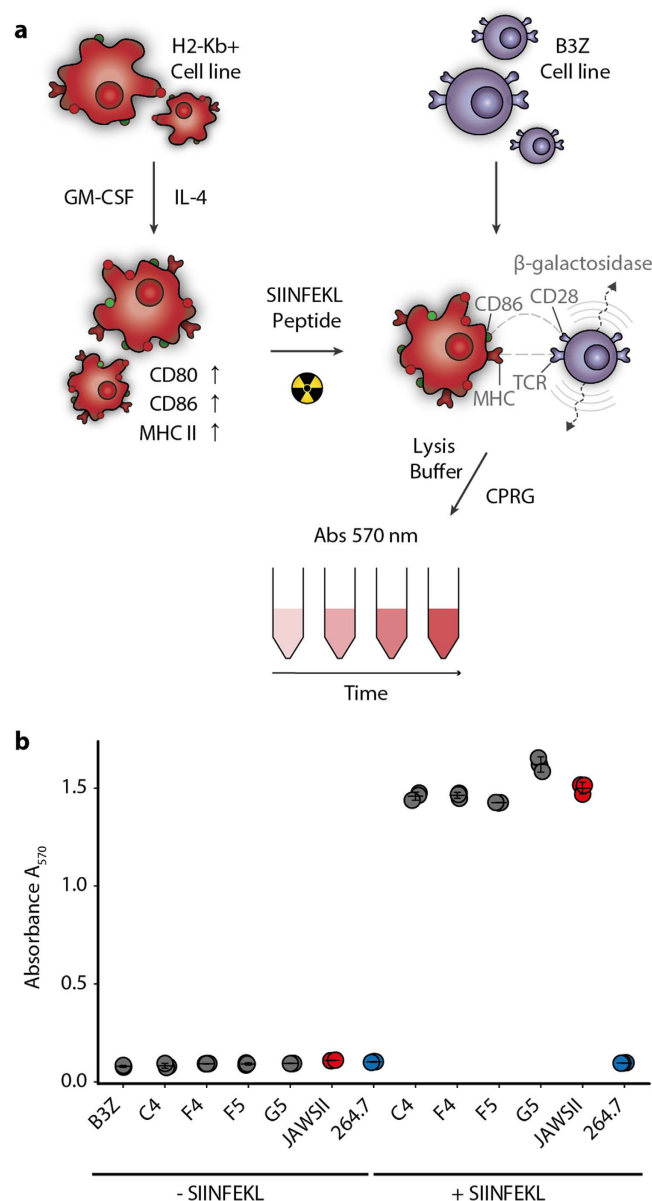 a
H2-Kb+
Cell line
B3Z
Cell line
GM-CSF
IL-4
β-galactosidase
SIINFEKL
Peptide
CD86
CD28
CD80 ↑
CD86 ↑
MHC II ↑
MHC
TCR
Lysis
Buffer
CPRG
Abs 570 nm
Time
b
Absorbance A570
1.5
1.0
0.5
0.0
B3Z
C4
F4
F5
G5
JAWSII
264.7
C4
F4
F5
G5
JAWSII
264.7
- SIINFEKL
+ SIINFEKL